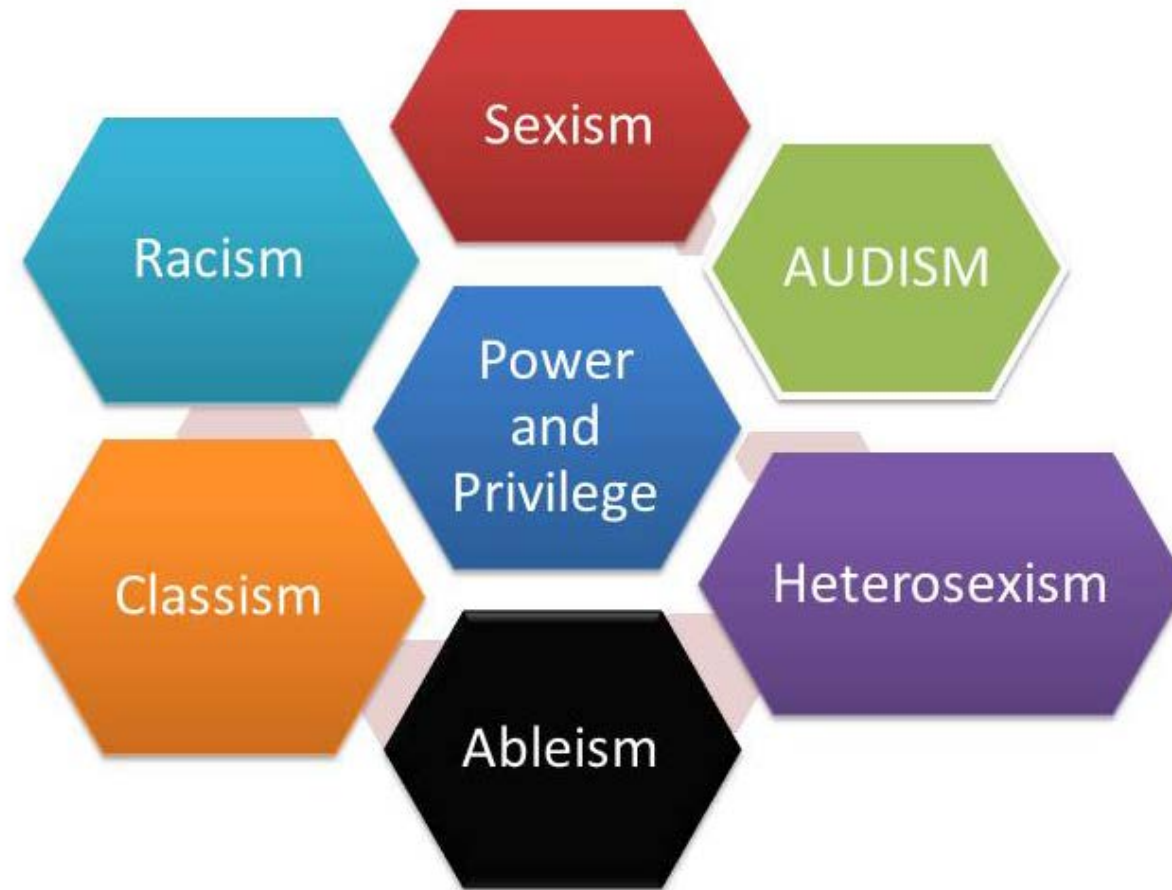 Sexism
Racism
AUDISM
Power
and
Privilege
Classism
Heterosexism
Ableism